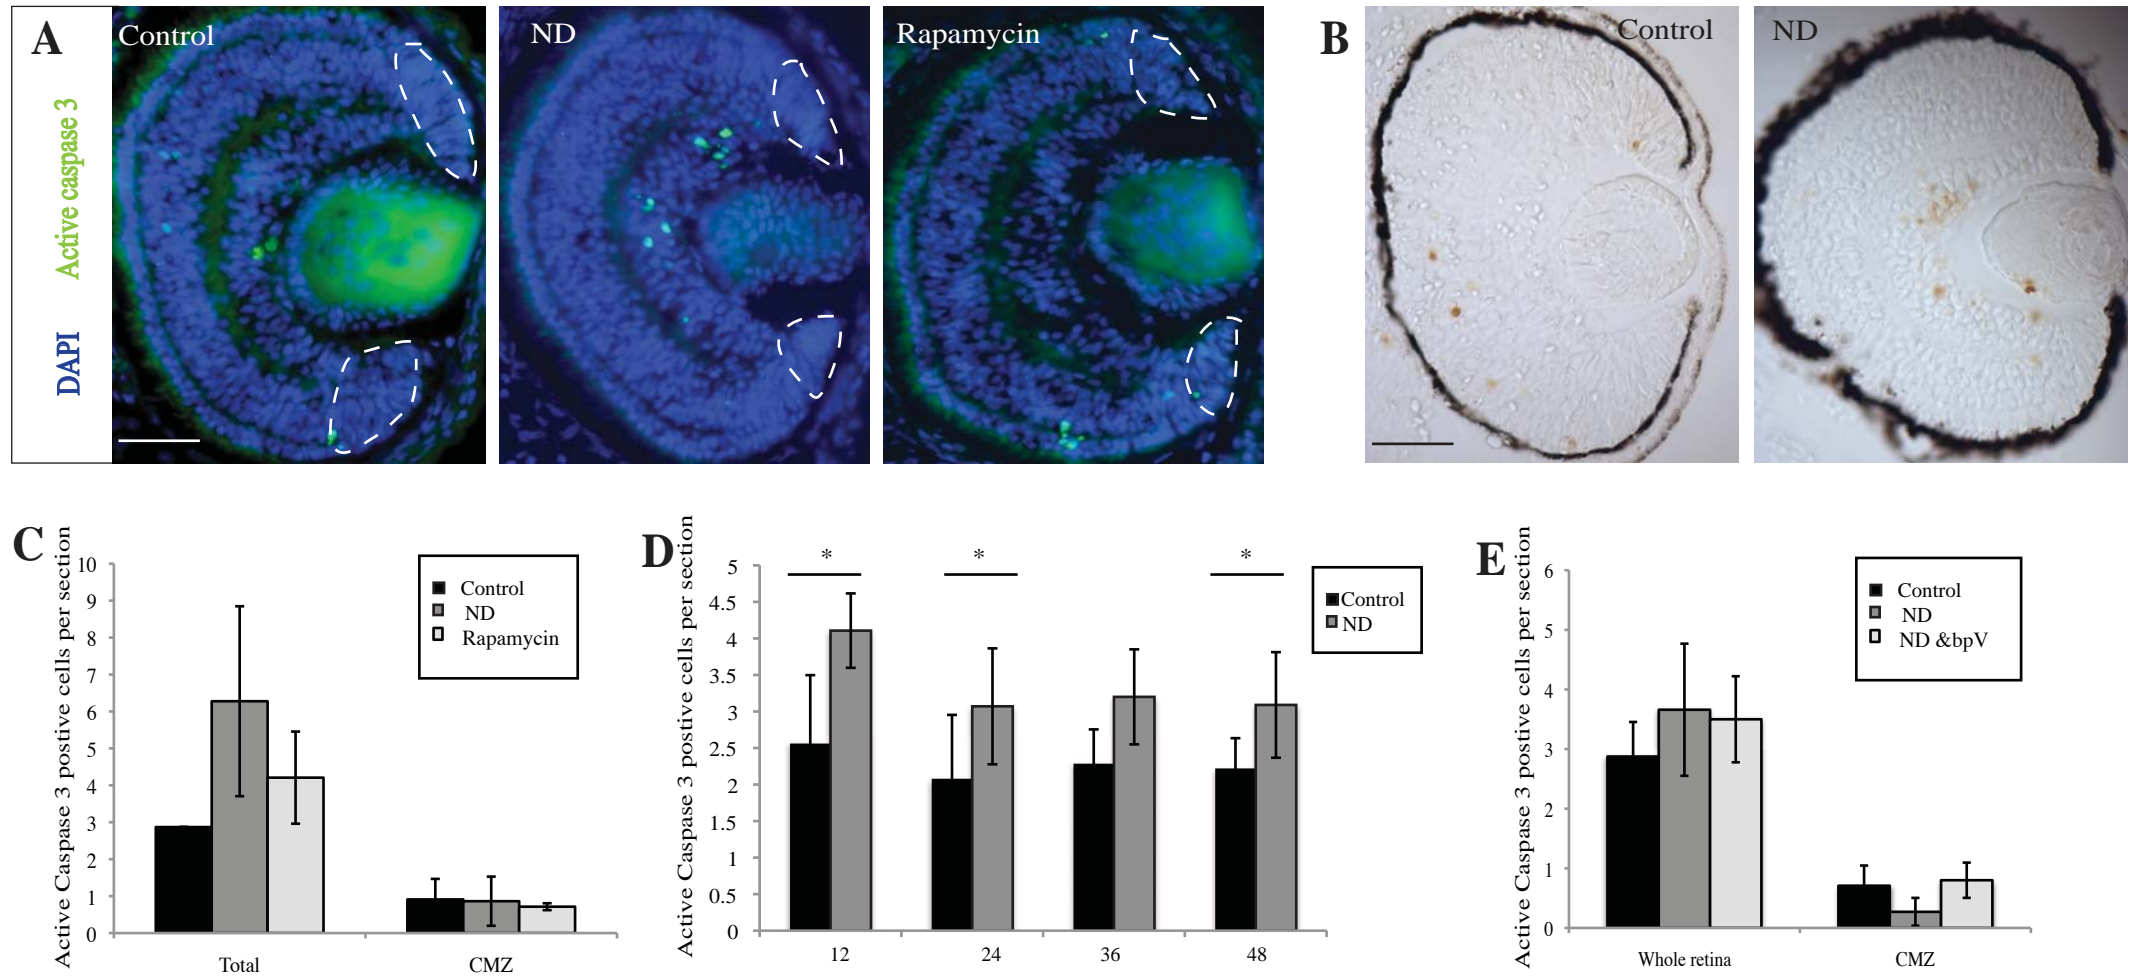 A
Control
ND
Rapamycin
DAPI Active caspase 3
B
Control
ND
C
Active Caspase 3 postive cells per section
10
9
8
7
6
5
4
3
2
1
0
Control
ND
Rapamycin
Total
CMZ
D
Active Caspase 3 postive cells per section
5
4.5
4
3.5
3
2.5
2
1.5
1
0.5
0
*
*
*
Control
ND
12
24
36
48
E
Active Caspase 3 postive cells per section
6
5
4
3
2
1
0
Control
ND
ND &bpV
Whole retina
CMZ